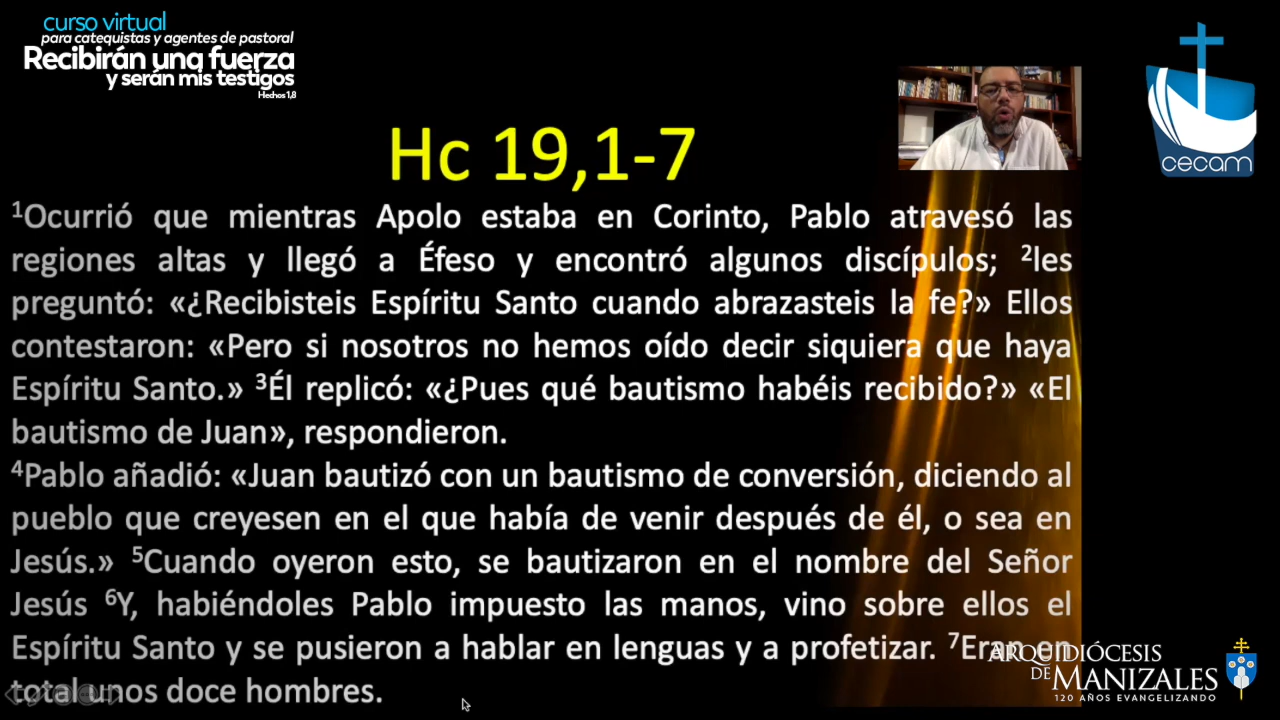 curso virtual
para catequistas y agentes de pastoral
Recibirán una fuerza
y serán mis testigos
Hechos 1,8
cecam
Hc 19,1-7
¹Ocurrió que mientras Apolo estaba en Corinto, Pablo atravesó las
regiones altas y llegó a Éfeso y encontró algunos discípulos; ²les
preguntó: «¿Recibisteis Espíritu Santo cuando abrazasteis la fe?» Ellos
contestaron: «Pero si nosotros no hemos oído decir siquiera que haya
Espíritu Santo.» ³Él replicó: «¿Pues qué bautismo habéis recibido?» «El
bautismo de Juan», respondieron.
⁴Pablo añadió: «Juan bautizó con un bautismo de conversión, diciendo al
pueblo que creyesen en el que había de venir después de él, o sea en
Jesús.» ⁵Cuando oyeron esto, se bautizaron en el nombre del Señor
Jesús ⁶Y, habiéndoles Pablo impuesto las manos, vino sobre ellos el
Espíritu Santo y se pusieron a hablar en lenguas y a profetizar. ⁷Eran en
total unos doce hombres.
ARQUIDIÓCESIS
DE MANIZALES
120 AÑOS EVANGELIZANDO